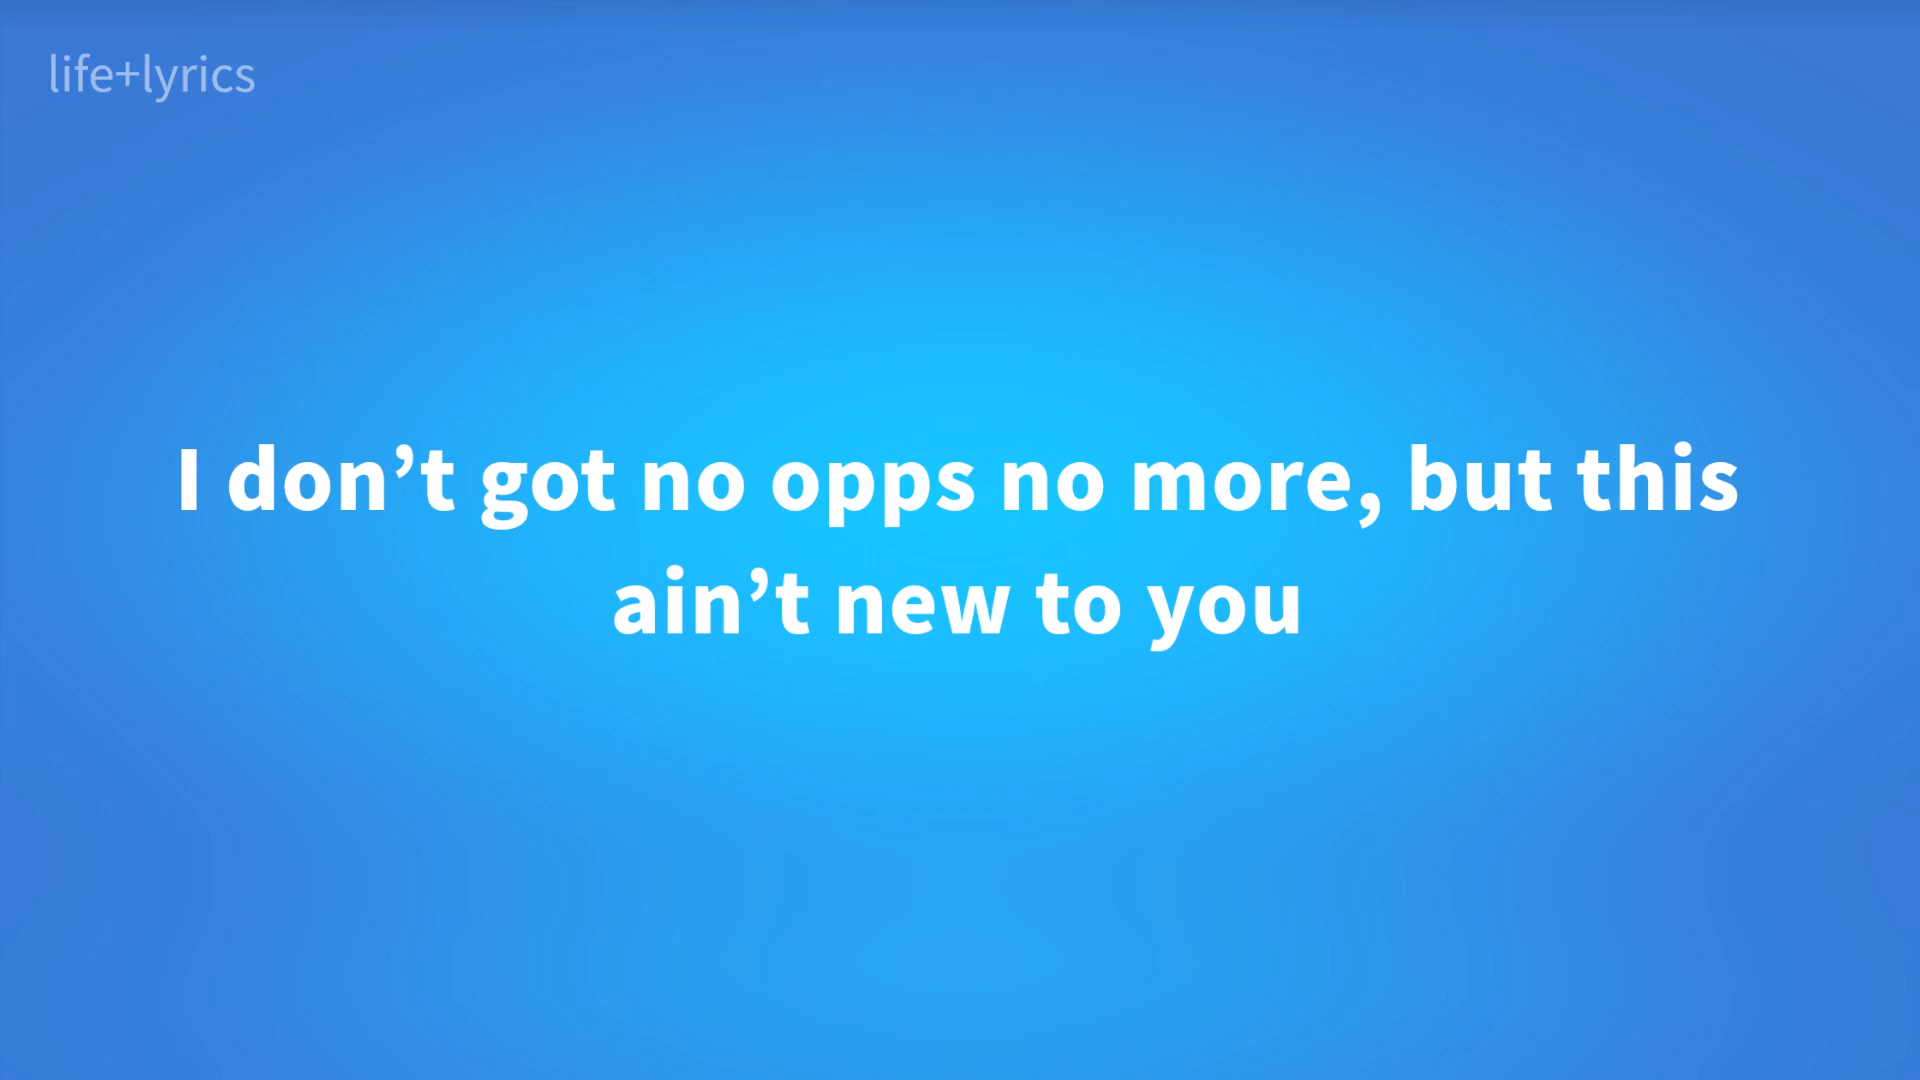 life+lyrics
I don’t got no opps no more, but this
ain’t new to you